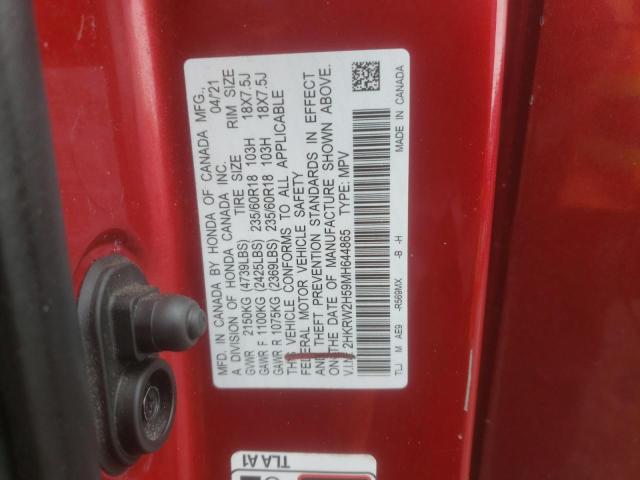 MFD. IN CANADA BY HONDA OF CANADA MFG.,
A DIVISION OF HONDA CANADA INC. 04/21
TIRE SIZE RIM SIZE
GVWR 2150KG (4739LBS)
GAWR F 1100KG (2425LBS) 235/60R18 103H 18X7.5J
GAWR R 1075KG (2369LBS) 235/60R18 103H 18X7.5J
THIS VEHICLE CONFORMS TO ALL APPLICABLE
FEDERAL MOTOR VEHICLE SAFETY
AND THEFT PREVENTION STANDARDS IN EFFECT
ON THE DATE OF MANUFACTURE SHOWN ABOVE.
V.I.N. 2HKRW2H59MH644865 TYPE: MPV
TLJ M AE9 -R569MX -B -H MADE IN CANADA
TLA A1